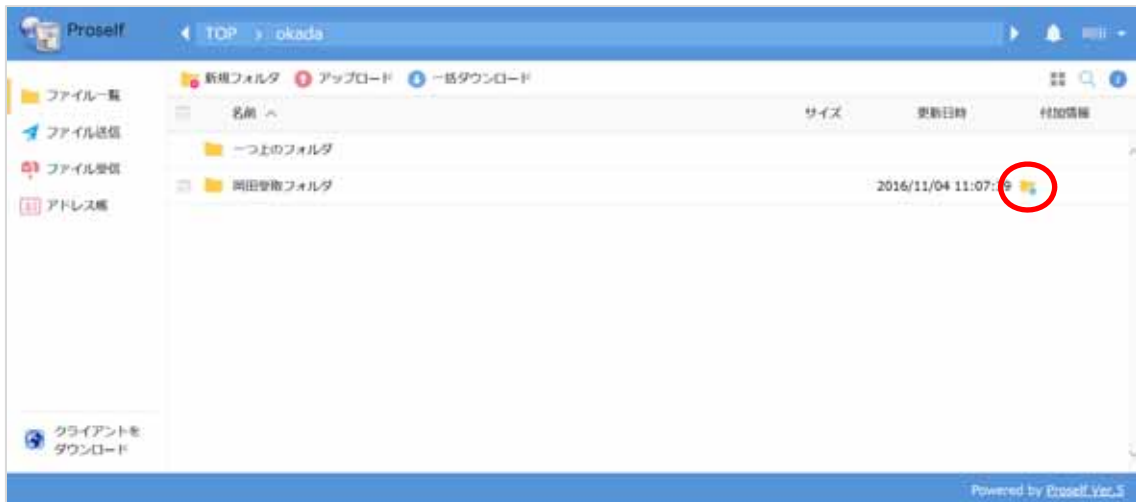 Proself
TOP > okada
ファイル一覧
ファイル送信
ファイル受信
アドレス帳
新規フォルダ アップロード 一括ダウンロード
名前 サイズ 更新日時 付加情報
一つ上のフォルダ
岡田受取フォルダ 2016/11/04 11:07:
クライアントを
ダウンロード
Powered by Proself Ver.5